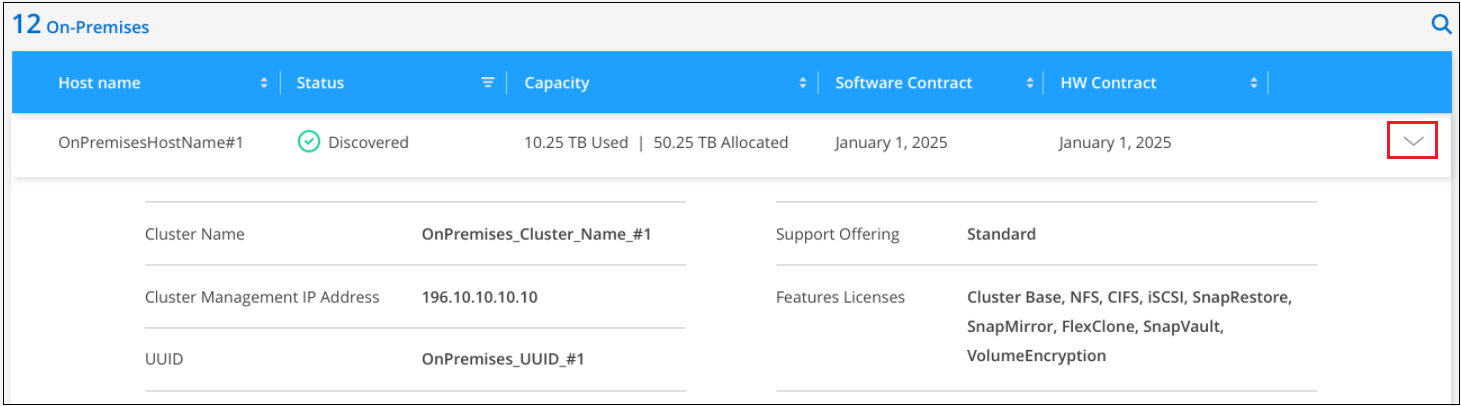 12 On-Premises
Host name Status Capacity Software Contract HW Contract
OnPremisesHostName#1 Discovered 10.25 TB Used | 50.25 TB Allocated January 1, 2025 January 1, 2025
Cluster Name OnPremises_Cluster_Name_#1 Support Offering Standard
Cluster Management IP Address 196.10.10.10.10 Features Licenses Cluster Base, NFS, CIFS, iSCSI, SnapRestore,
SnapMirror, FlexClone, SnapVault,
UUID OnPremises_UUID_#1 VolumeEncryption